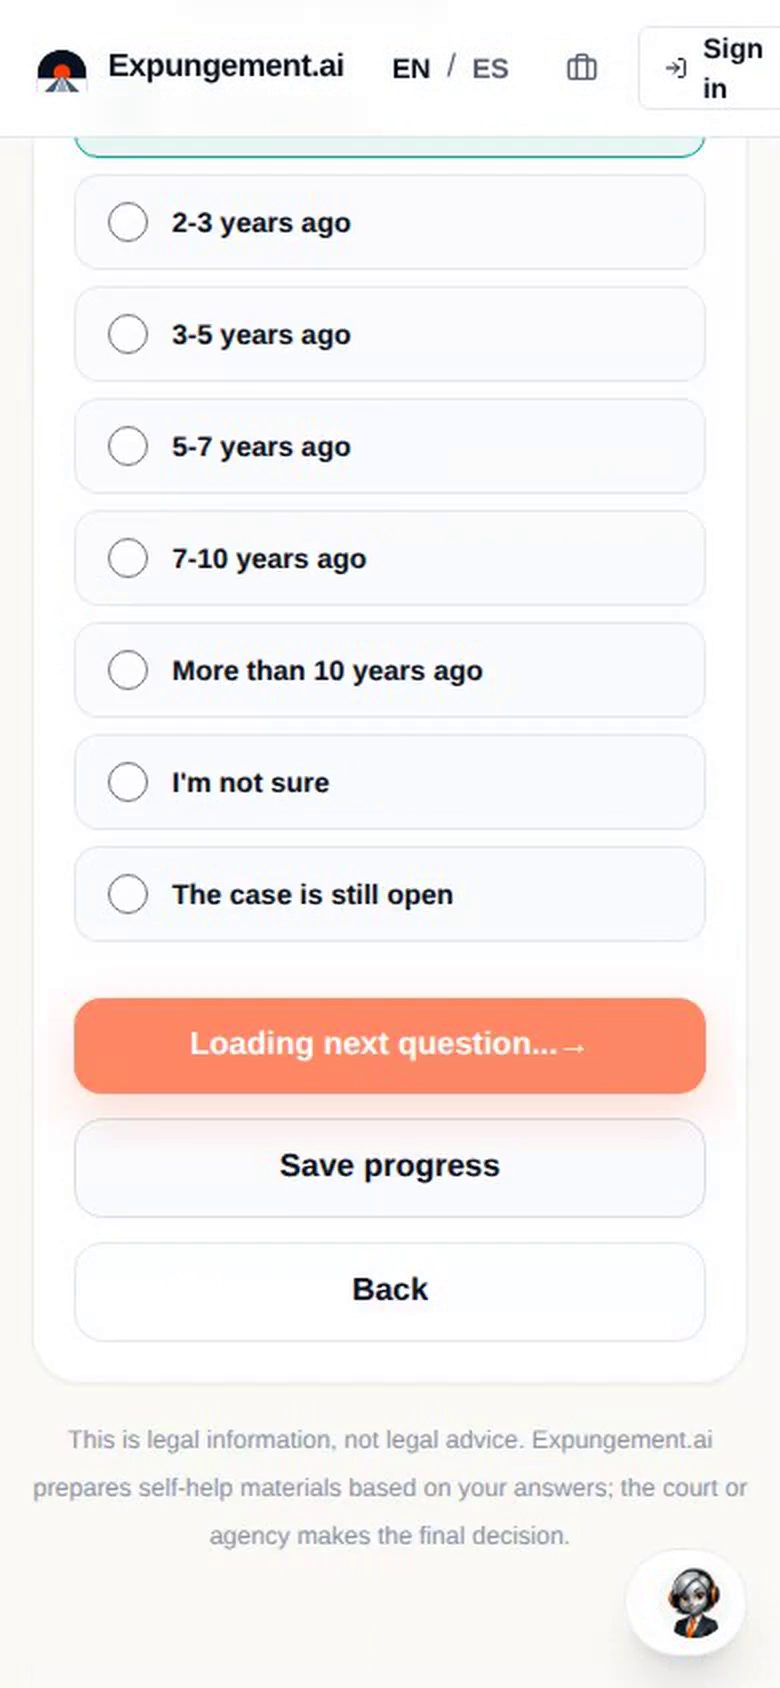 Expungement.ai
EN / ES
Sign
in
2-3 years ago
3-5 years ago
5-7 years ago
7-10 years ago
More than 10 years ago
I'm not sure
The case is still open
Loading next question...→
Save progress
Back
This is legal information, not legal advice. Expungement.ai
prepares self-help materials based on your answers; the court or
agency makes the final decision.